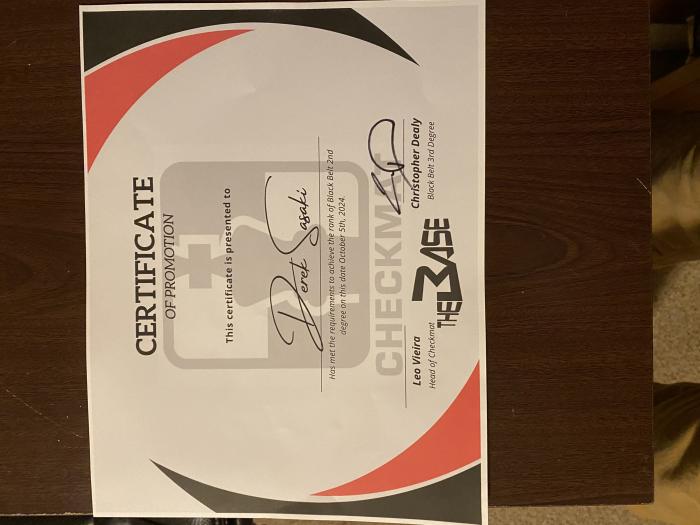 CERTIFICATE
OF PROMOTION
This certificate is presented to
Derek Sasaki
Has met the requirements to achieve the rank of Black Belt 2nd
degree on this date October 5th, 2024.
CHECKMAT
Leo Vieira
Head of Checkmat
THE BASE
Christopher Dealy
Black Belt 3rd Degree